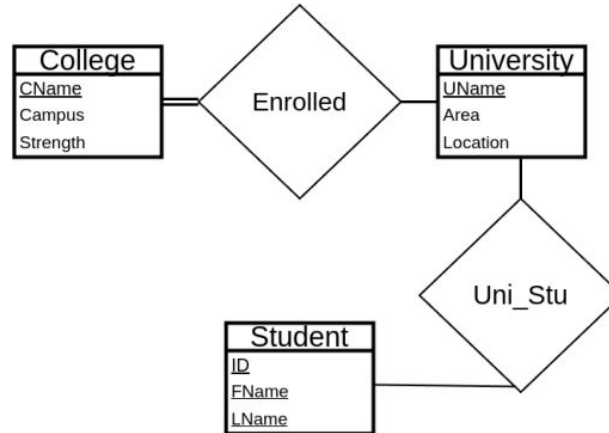 College
CName
Campus
Strength
Enrolled
University
UName
Area
Location
Uni_Stu
Student
ID
FName
LName